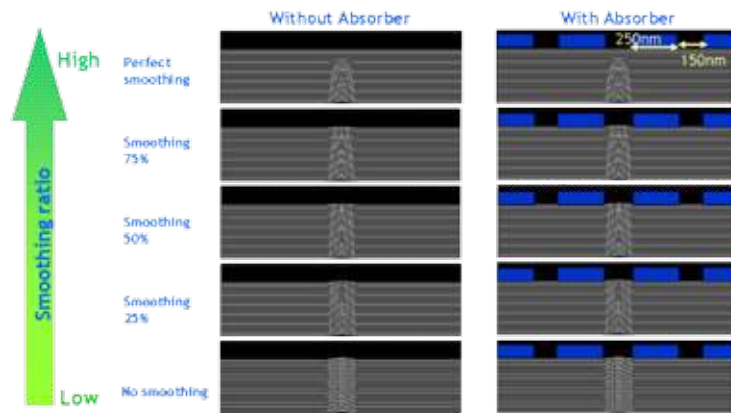 Without Absorber
With Absorber
High
Perfect
smoothing
250nm
150nm
Smoothing
75%
Smoothing ratio
Smoothing
50%
Smoothing
25%
Low
No smoothing